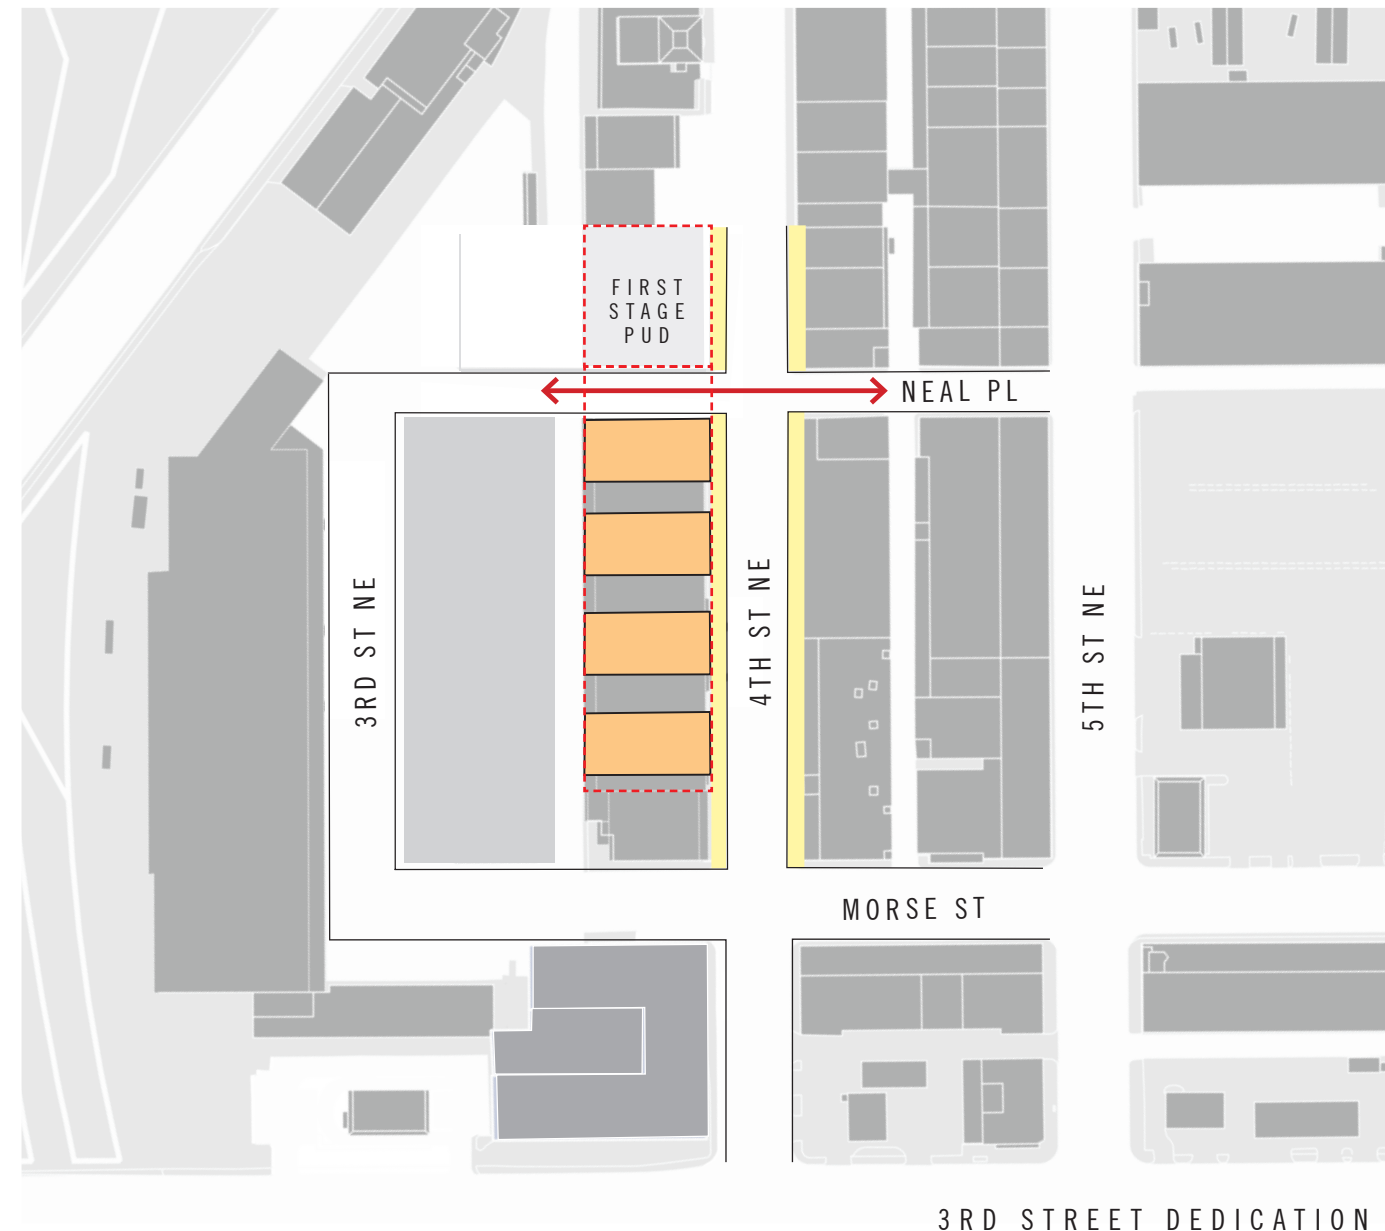 FIRST
STAGE
PUD
NEAL PL
3RD ST NE
4TH ST NE
5TH ST NE
MORSE ST
3RD STREET DEDICATION